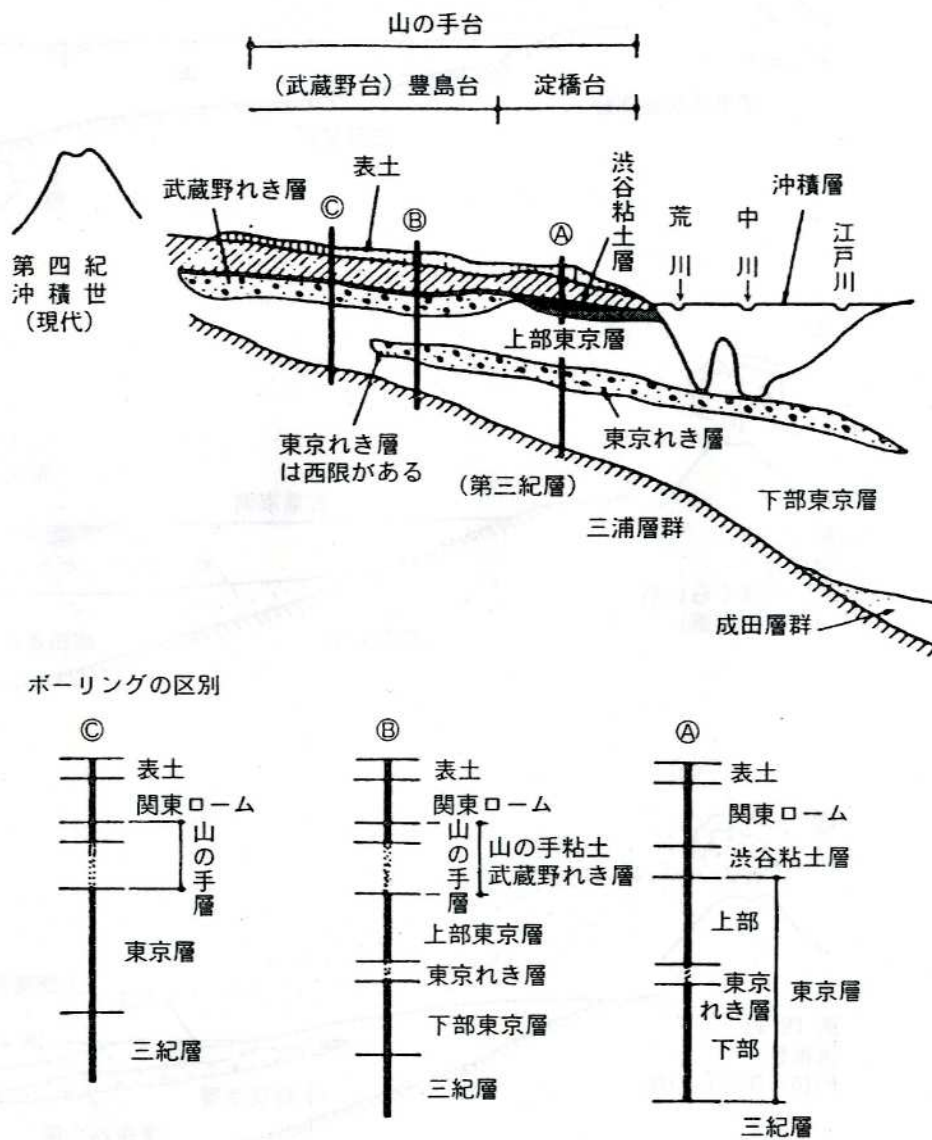 山の手台
(武蔵野台)豊島台
淀橋台
表土
渋谷粘土層
沖積層
武蔵野れき層
Ⓒ
Ⓑ
Ⓐ
荒川
中川
江戸川
第四紀
沖積世
(現代)
上部東京層
東京れき層
は西限がある
東京れき層
(第三紀層)
下部東京層
三浦層群
成田層群
ボーリングの区別
Ⓒ
表土
関東ローム
山の手層
東京層
三紀層
Ⓑ
表土
関東ローム
山の手層
山の手粘土
武蔵野れき層
上部東京層
東京れき層
下部東京層
三紀層
Ⓐ
表土
関東ローム
渋谷粘土層
上部
東京
れき層
東京層
下部
三紀層